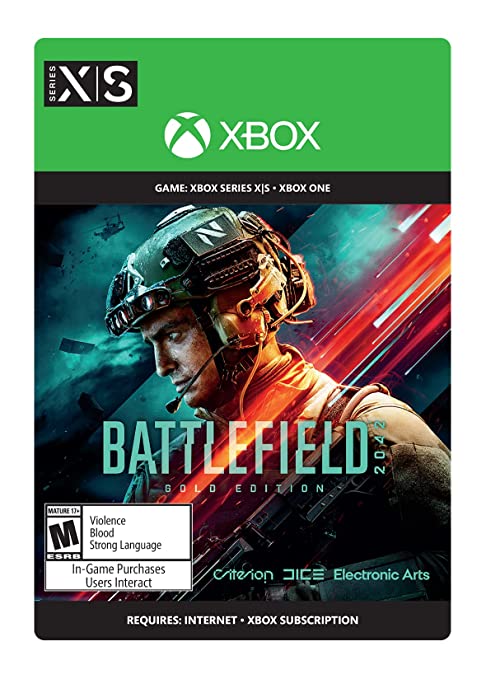 SERIES X|S
XBOX
GAME: XBOX SERIES X|S • XBOX ONE
BATTLEFIELD 2042
GOLD EDITION
MATURE 17+
M
ESRB
Violence
Blood
Strong Language
In-Game Purchases
Users Interact
Criterion DICE Electronic Arts
REQUIRES: INTERNET • XBOX SUBSCRIPTION